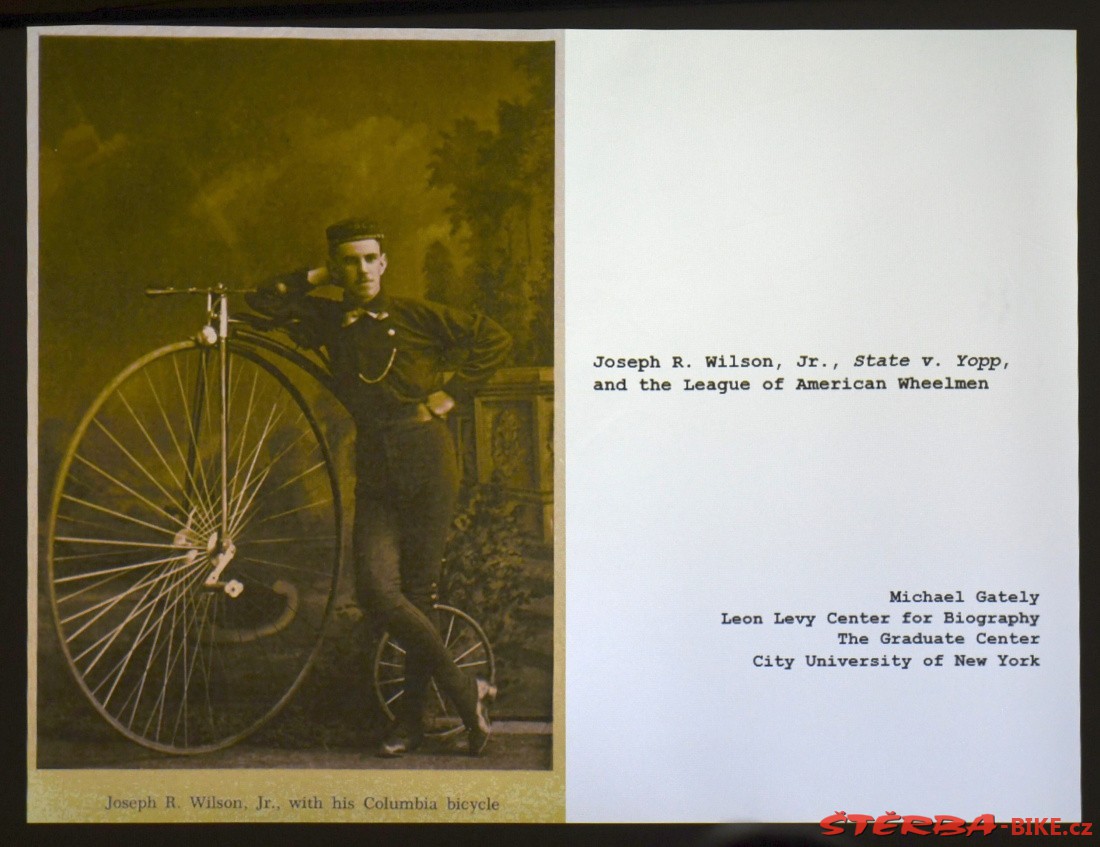 Joseph R. Wilson, Jr., State v. Yopp,
and the League of American Wheelmen
Michael Gately
Leon Levy Center for Biography
The Graduate Center
City University of New York
Joseph R. Wilson, Jr., with his Columbia bicycle
ŠTĚRBA-BIKE.cz